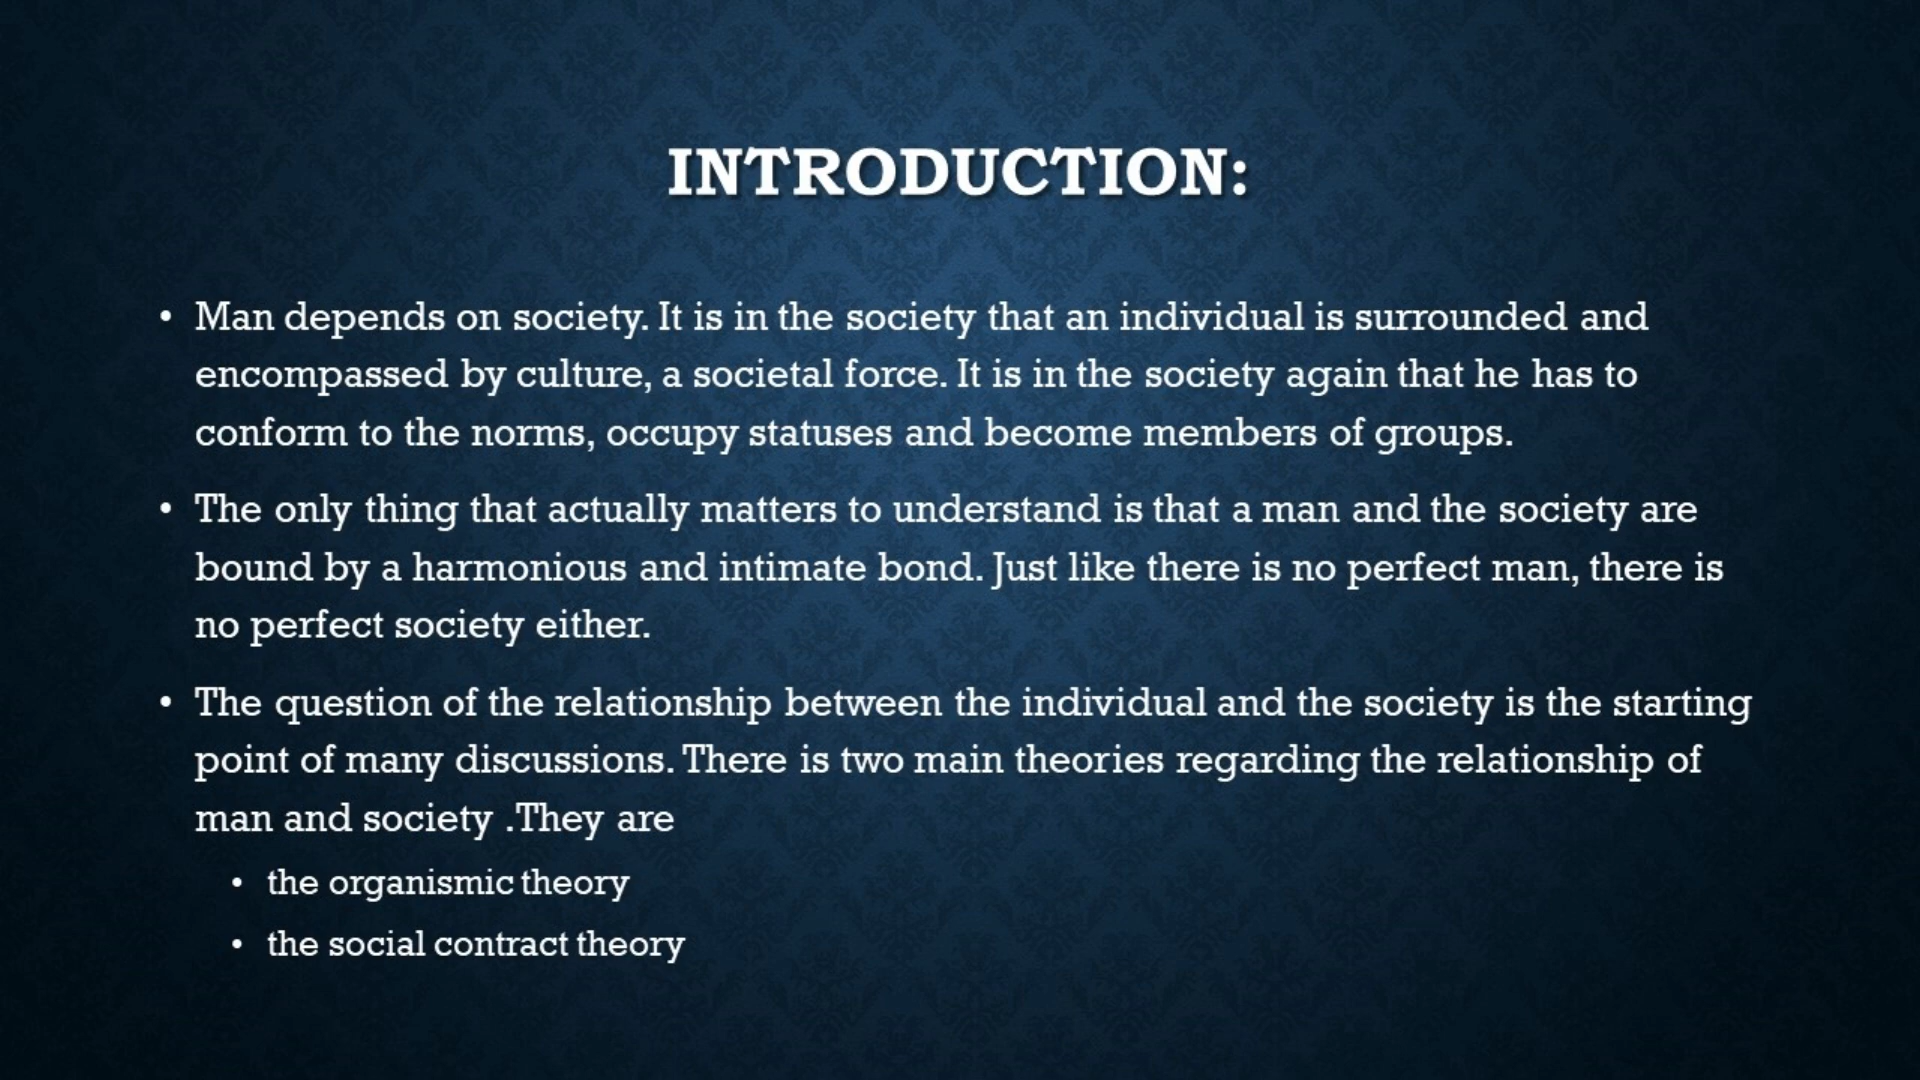 INTRODUCTION:
• Man depends on society. It is in the society that an individual is surrounded and
encompassed by culture, a societal force. It is in the society again that he has to
conform to the norms, occupy statuses and become members of groups.
• The only thing that actually matters to understand is that a man and the society are
bound by a harmonious and intimate bond. Just like there is no perfect man, there is
no perfect society either.
• The question of the relationship between the individual and the society is the starting
point of many discussions. There is two main theories regarding the relationship of
man and society .They are
• the organismic theory
• the social contract theory